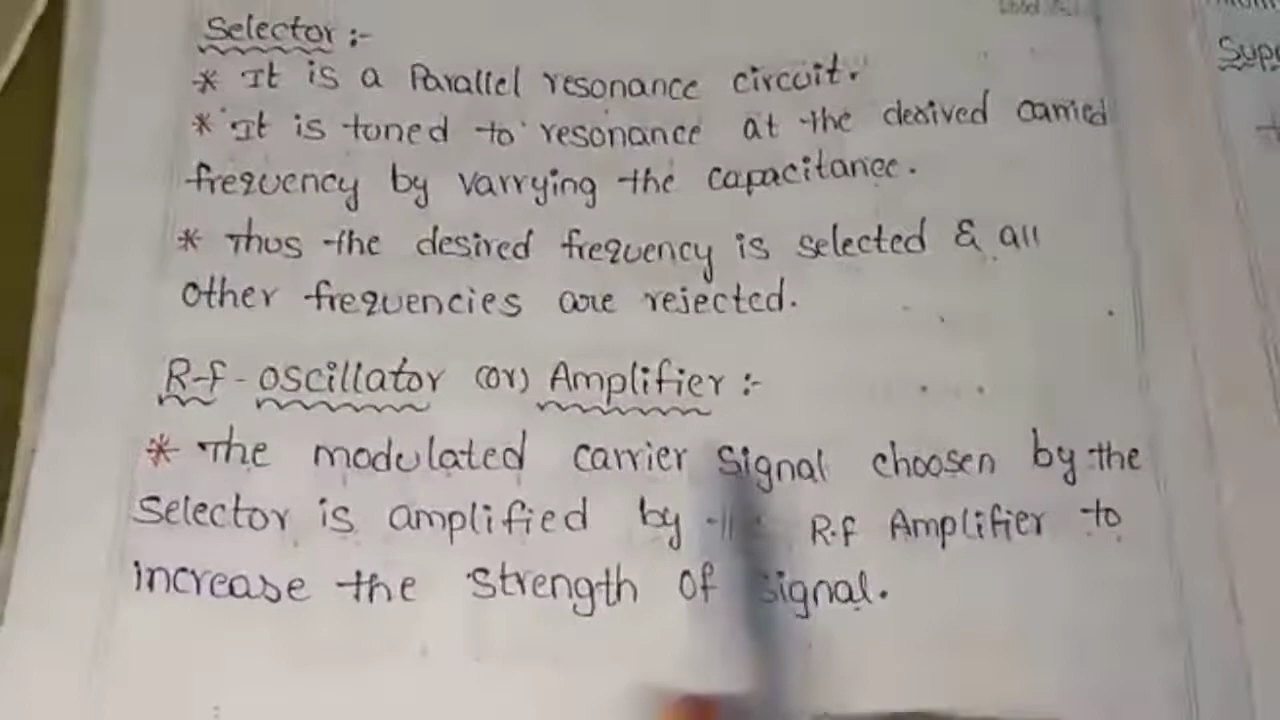 Selector :-
* It is a Parallel resonance circuit.
* It is tuned to resonance at the desired carried
frequency by varrying the capacitance.
* Thus the desired frequency is selected & all
other frequencies are rejected.
R-f - oscillator (or) Amplifier :-
* The modulated carrier signal choosen by the
selector is amplified by R.f Amplifier to
increase the strength of signal.
Supe